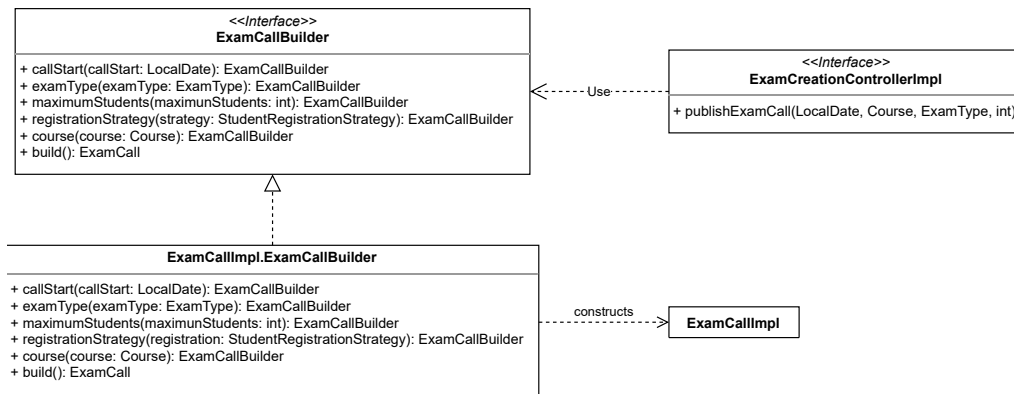 <<Interface>>
ExamCallBuilder
+ callStart(callStart: LocalDate): ExamCallBuilder
+ examType(examType: ExamType): ExamCallBuilder
+ maximumStudents(maximunStudents: int): ExamCallBuilder
+ registrationStrategy(strategy: StudentRegistrationStrategy): ExamCallBuilder
+ course(course: Course): ExamCallBuilder
+ build(): ExamCall
Use
<<Interface>>
ExamCreationControllerImpl
+ publishExamCall(LocalDate, Course, ExamType, int)
ExamCallImpl.ExamCallBuilder
+ callStart(callStart: LocalDate): ExamCallBuilder
+ examType(examType: ExamType): ExamCallBuilder
+ maximumStudents(maximunStudents: int): ExamCallBuilder
+ registrationStrategy(registration: StudentRegistrationStrategy): ExamCallBuilder
+ course(course: Course): ExamCallBuilder
+ build(): ExamCall
constructs
ExamCallImpl